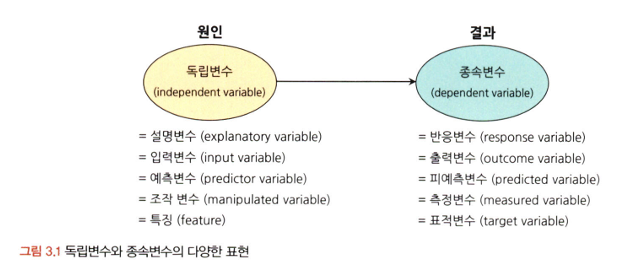 원인
독립변수
(independent variable)
= 설명변수 (explanatory variable)
= 입력변수 (input variable)
= 예측변수 (predictor variable)
= 조작 변수 (manipulated variable)
= 특징 (feature)
결과
종속변수
(dependent variable)
= 반응변수 (response variable)
= 출력변수 (outcome variable)
= 피예측변수 (predicted variable)
= 측정변수 (measured variable)
= 표적변수 (target variable)
그림 3.1 독립변수와 종속변수의 다양한 표현